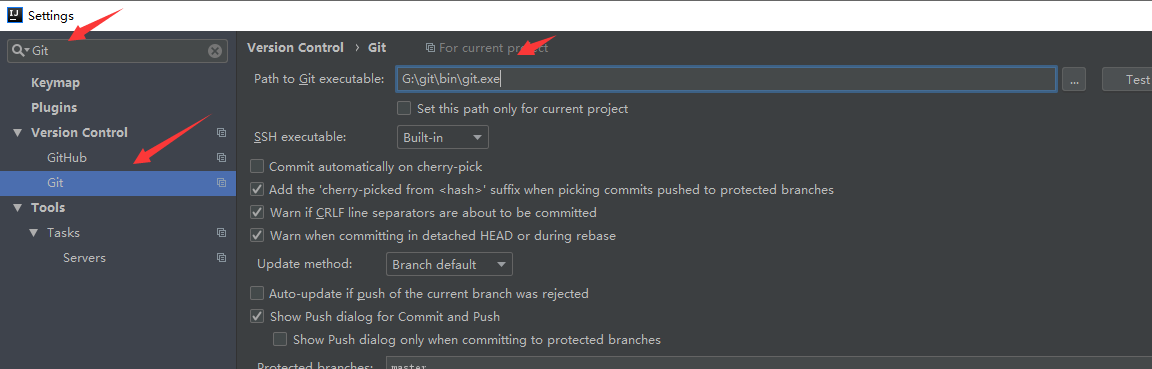 IJ Settings
Git
Keymap
Plugins
Version Control
GitHub
Git
Tools
Tasks
Servers
Version Control › Git For current project
Path to Git executable: G:\git\bin\git.exe ... Test
Set this path only for current project
SSH executable: Built-in
Commit automatically on cherry-pick
Add the 'cherry-picked from <hash>' suffix when picking commits pushed to protected branches
Warn if CRLF line separators are about to be committed
Warn when committing in detached HEAD or during rebase
Update method: Branch default
Auto-update if push of the current branch was rejected
Show Push dialog for Commit and Push
Show Push dialog only when committing to protected branches
Protected branches: master